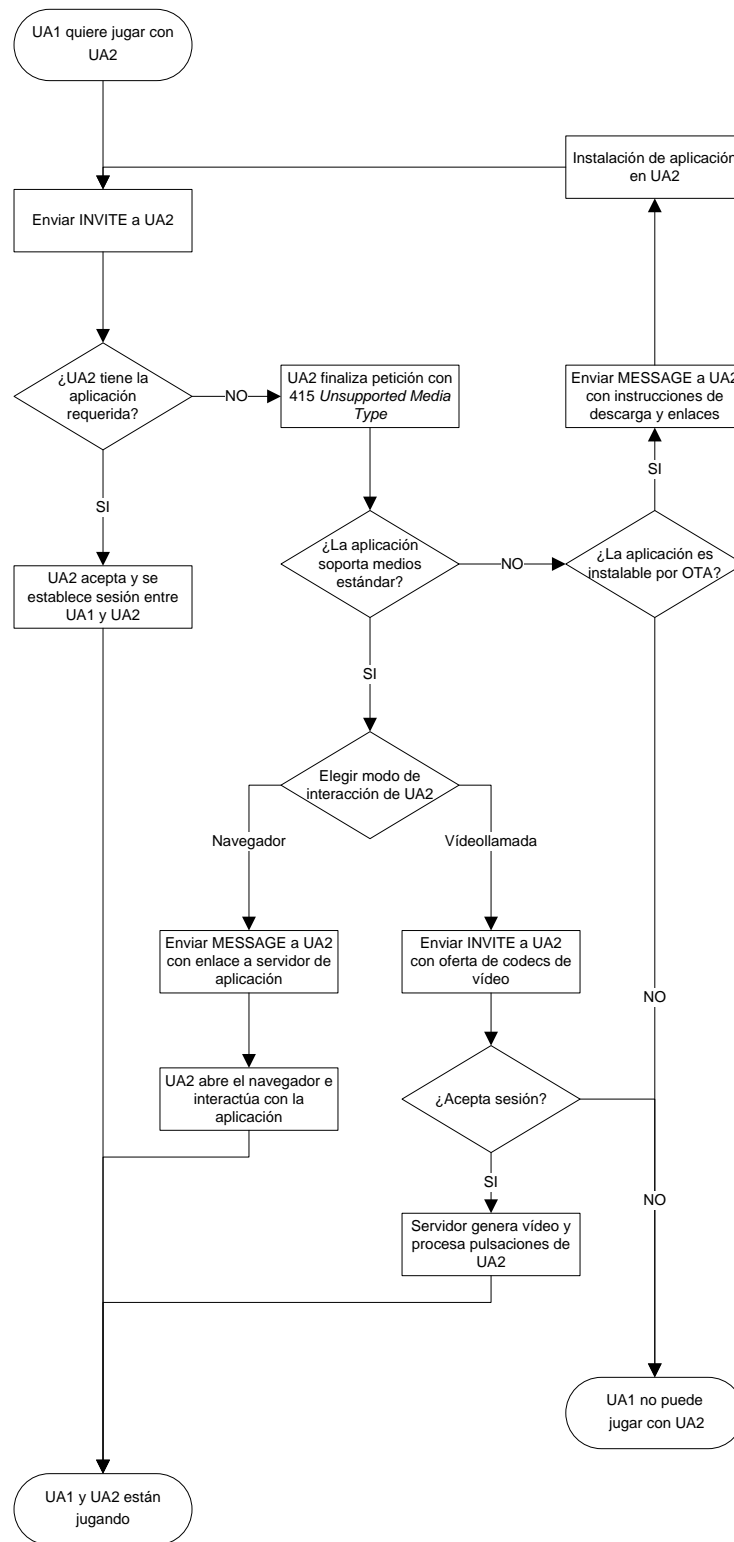 UA1 quiere jugar con
UA2
Instalación de aplicación
en UA2
Enviar INVITE a UA2
¿UA2 tiene la
aplicación
requerida?
NO
UA2 finaliza petición con
415 Unsupported Media
Type
Enviar MESSAGE a UA2
con instrucciones de
descarga y enlaces
SI
SI
¿La aplicación
soporta medios
estándar?
NO
¿La aplicación es
instalable por OTA?
UA2 acepta y se
establece sesión entre
UA1 y UA2
SI
Elegir modo de
interacción de UA2
Navegador
Vídeollamada
Enviar MESSAGE a UA2
con enlace a servidor de
aplicación
Enviar INVITE a UA2
con oferta de codecs de
vídeo
NO
UA2 abre el navegador e
interactúa con la
aplicación
¿Acepta sesión?
SI
NO
Servidor genera vídeo y
procesa pulsaciones de
UA2
UA1 no puede
jugar con UA2
UA1 y UA2 están
jugando